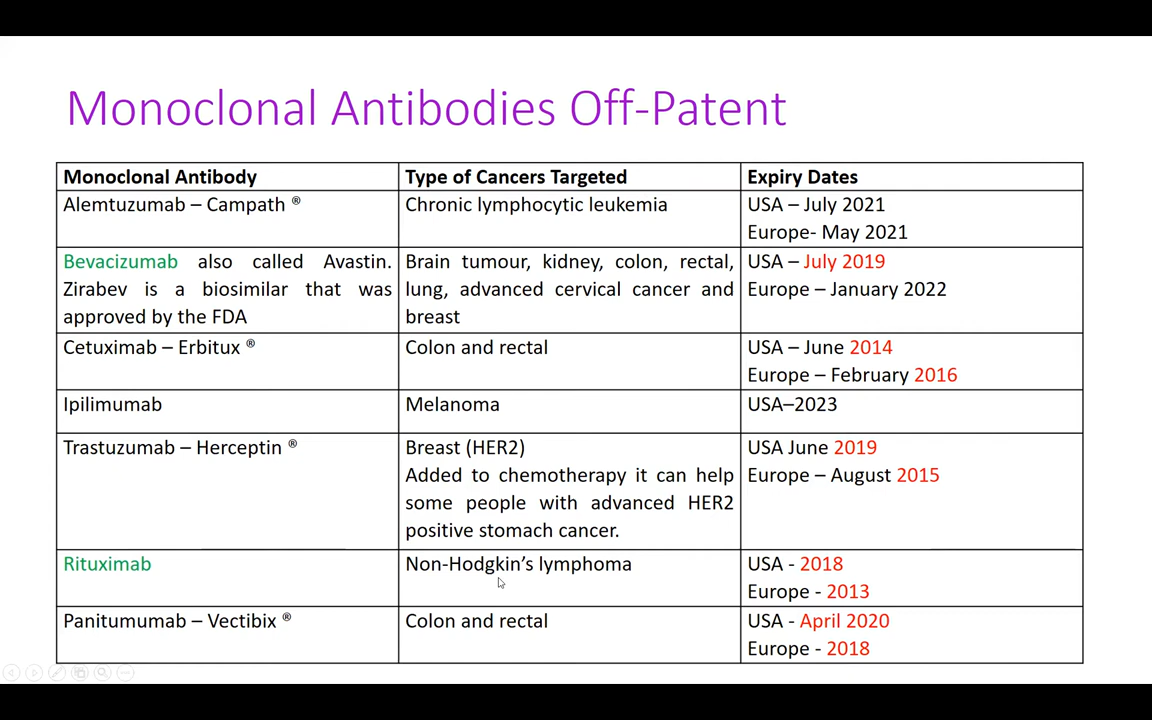 Monoclonal Antibodies Off-Patent
Monoclonal Antibody
Type of Cancers Targeted
Expiry Dates
Alemtuzumab – Campath ®
Chronic lymphocytic leukemia
USA – July 2021
Europe- May 2021
Bevacizumab also called Avastin.
Zirabev is a biosimilar that was
approved by the FDA
Brain tumour, kidney, colon, rectal,
lung, advanced cervical cancer and
breast
USA – July 2019
Europe – January 2022
Cetuximab – Erbitux ®
Colon and rectal
USA – June 2014
Europe – February 2016
Ipilimumab
Melanoma
USA–2023
Trastuzumab – Herceptin ®
Breast (HER2)
Added to chemotherapy it can help
some people with advanced HER2
positive stomach cancer.
USA June 2019
Europe – August 2015
Rituximab
Non-Hodgkin’s lymphoma
USA - 2018
Europe - 2013
Panitumumab – Vectibix ®
Colon and rectal
USA - April 2020
Europe - 2018